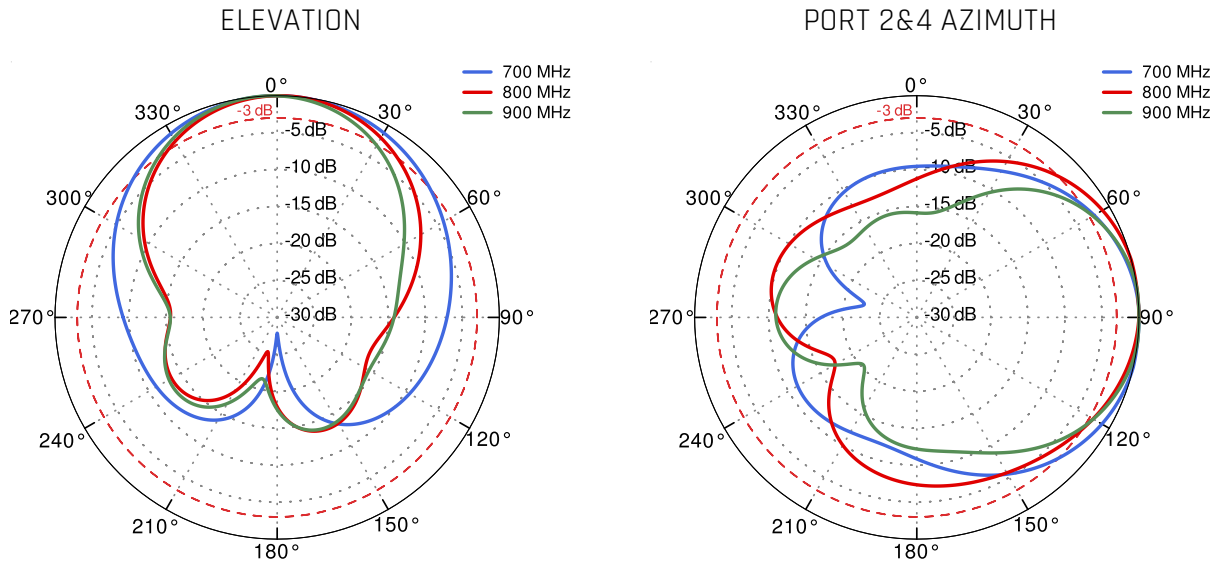 ELEVATION
700 MHz
800 MHz
900 MHz
0°
330°
-3 dB
30°
-5 dB
-10 dB
300°
60°
-15 dB
-20 dB
-25 dB
270°
-30 dB
90°
240°
120°
210°
150°
180°
PORT 2&4 AZIMUTH
700 MHz
800 MHz
900 MHz
0°
330°
-3 dB
30°
-5 dB
-10 dB
300°
60°
-15 dB
-20 dB
-25 dB
270°
-30 dB
90°
240°
120°
210°
150°
180°